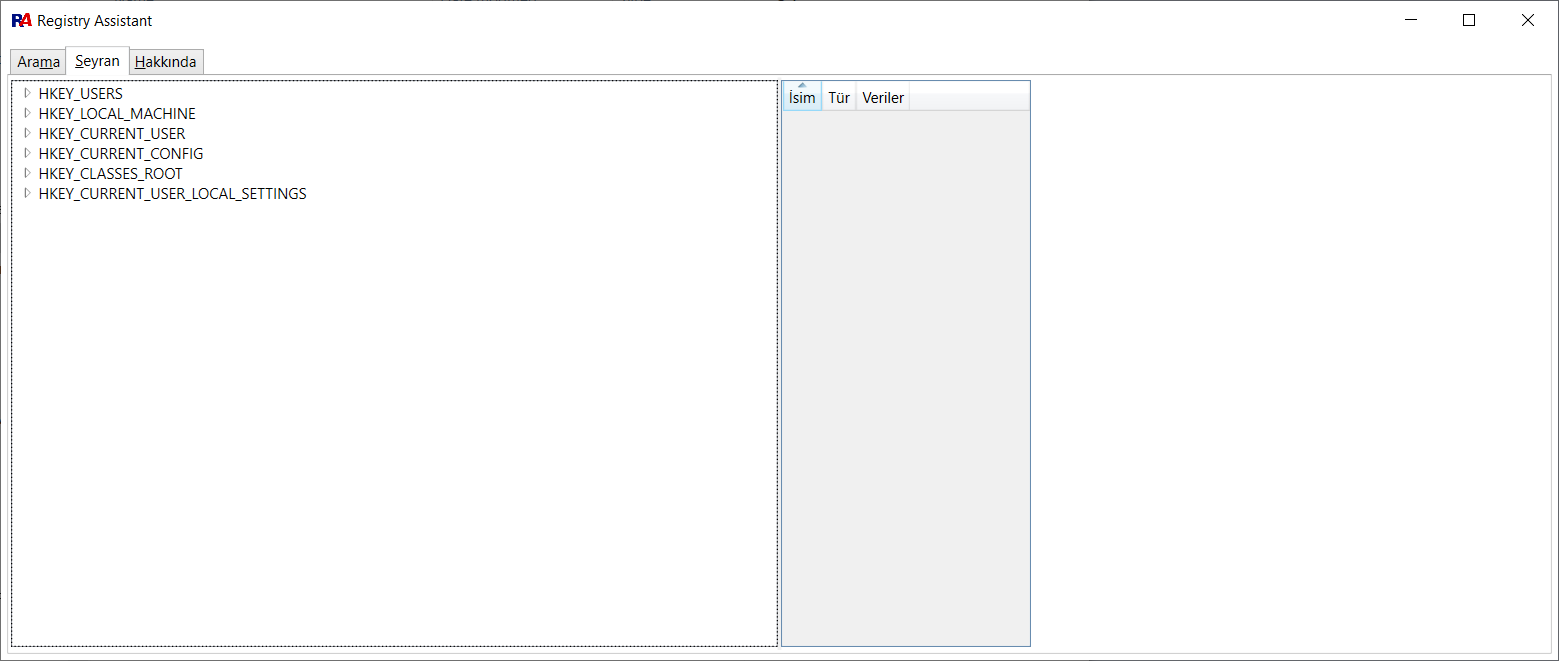 RA Registry Assistant
Arama Seyran Hakkında
HKEY_USERS
HKEY_LOCAL_MACHINE
HKEY_CURRENT_USER
HKEY_CURRENT_CONFIG
HKEY_CLASSES_ROOT
HKEY_CURRENT_USER_LOCAL_SETTINGS
İsim Tür Veriler